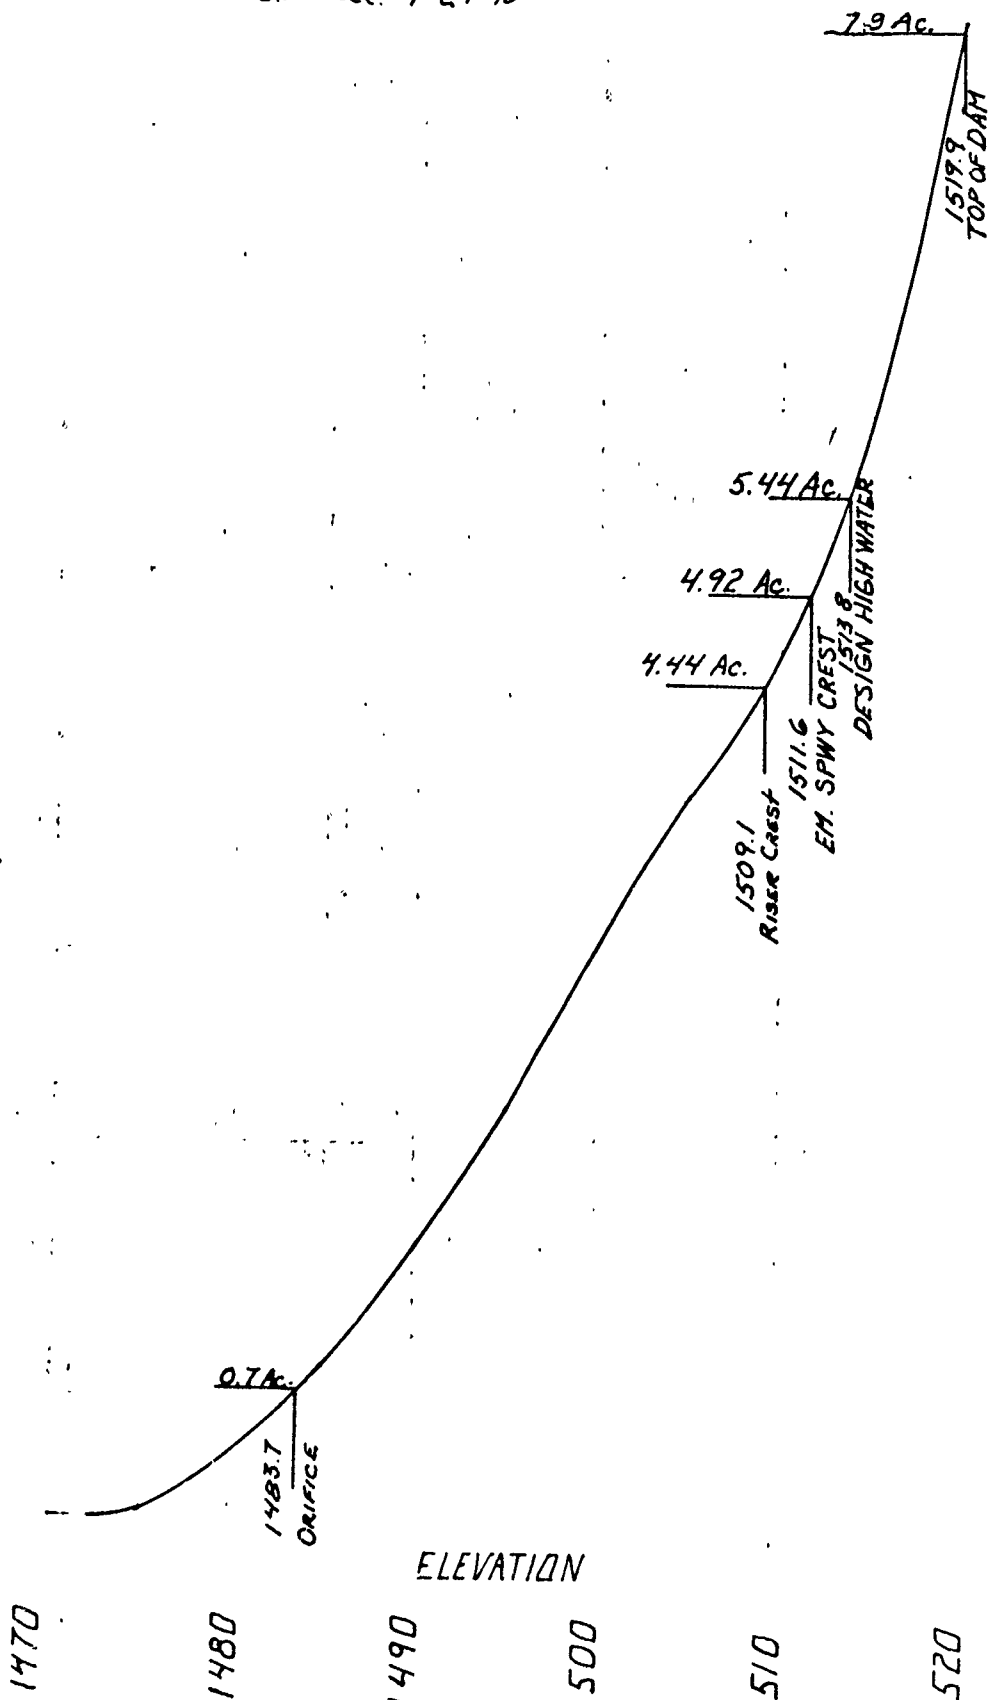 7.9 Ac.
1519.9
TOP OF DAM
5.44 Ac.
1513.8
DESIGN HIGH WATER
4.92 Ac.
1511.6
EM. SPWY CREST
4.44 Ac.
1509.1
RISER CREST
0.7 Ac.
1483.7
ORIFICE
ELEVATION
1470
1480
490
500
510
520